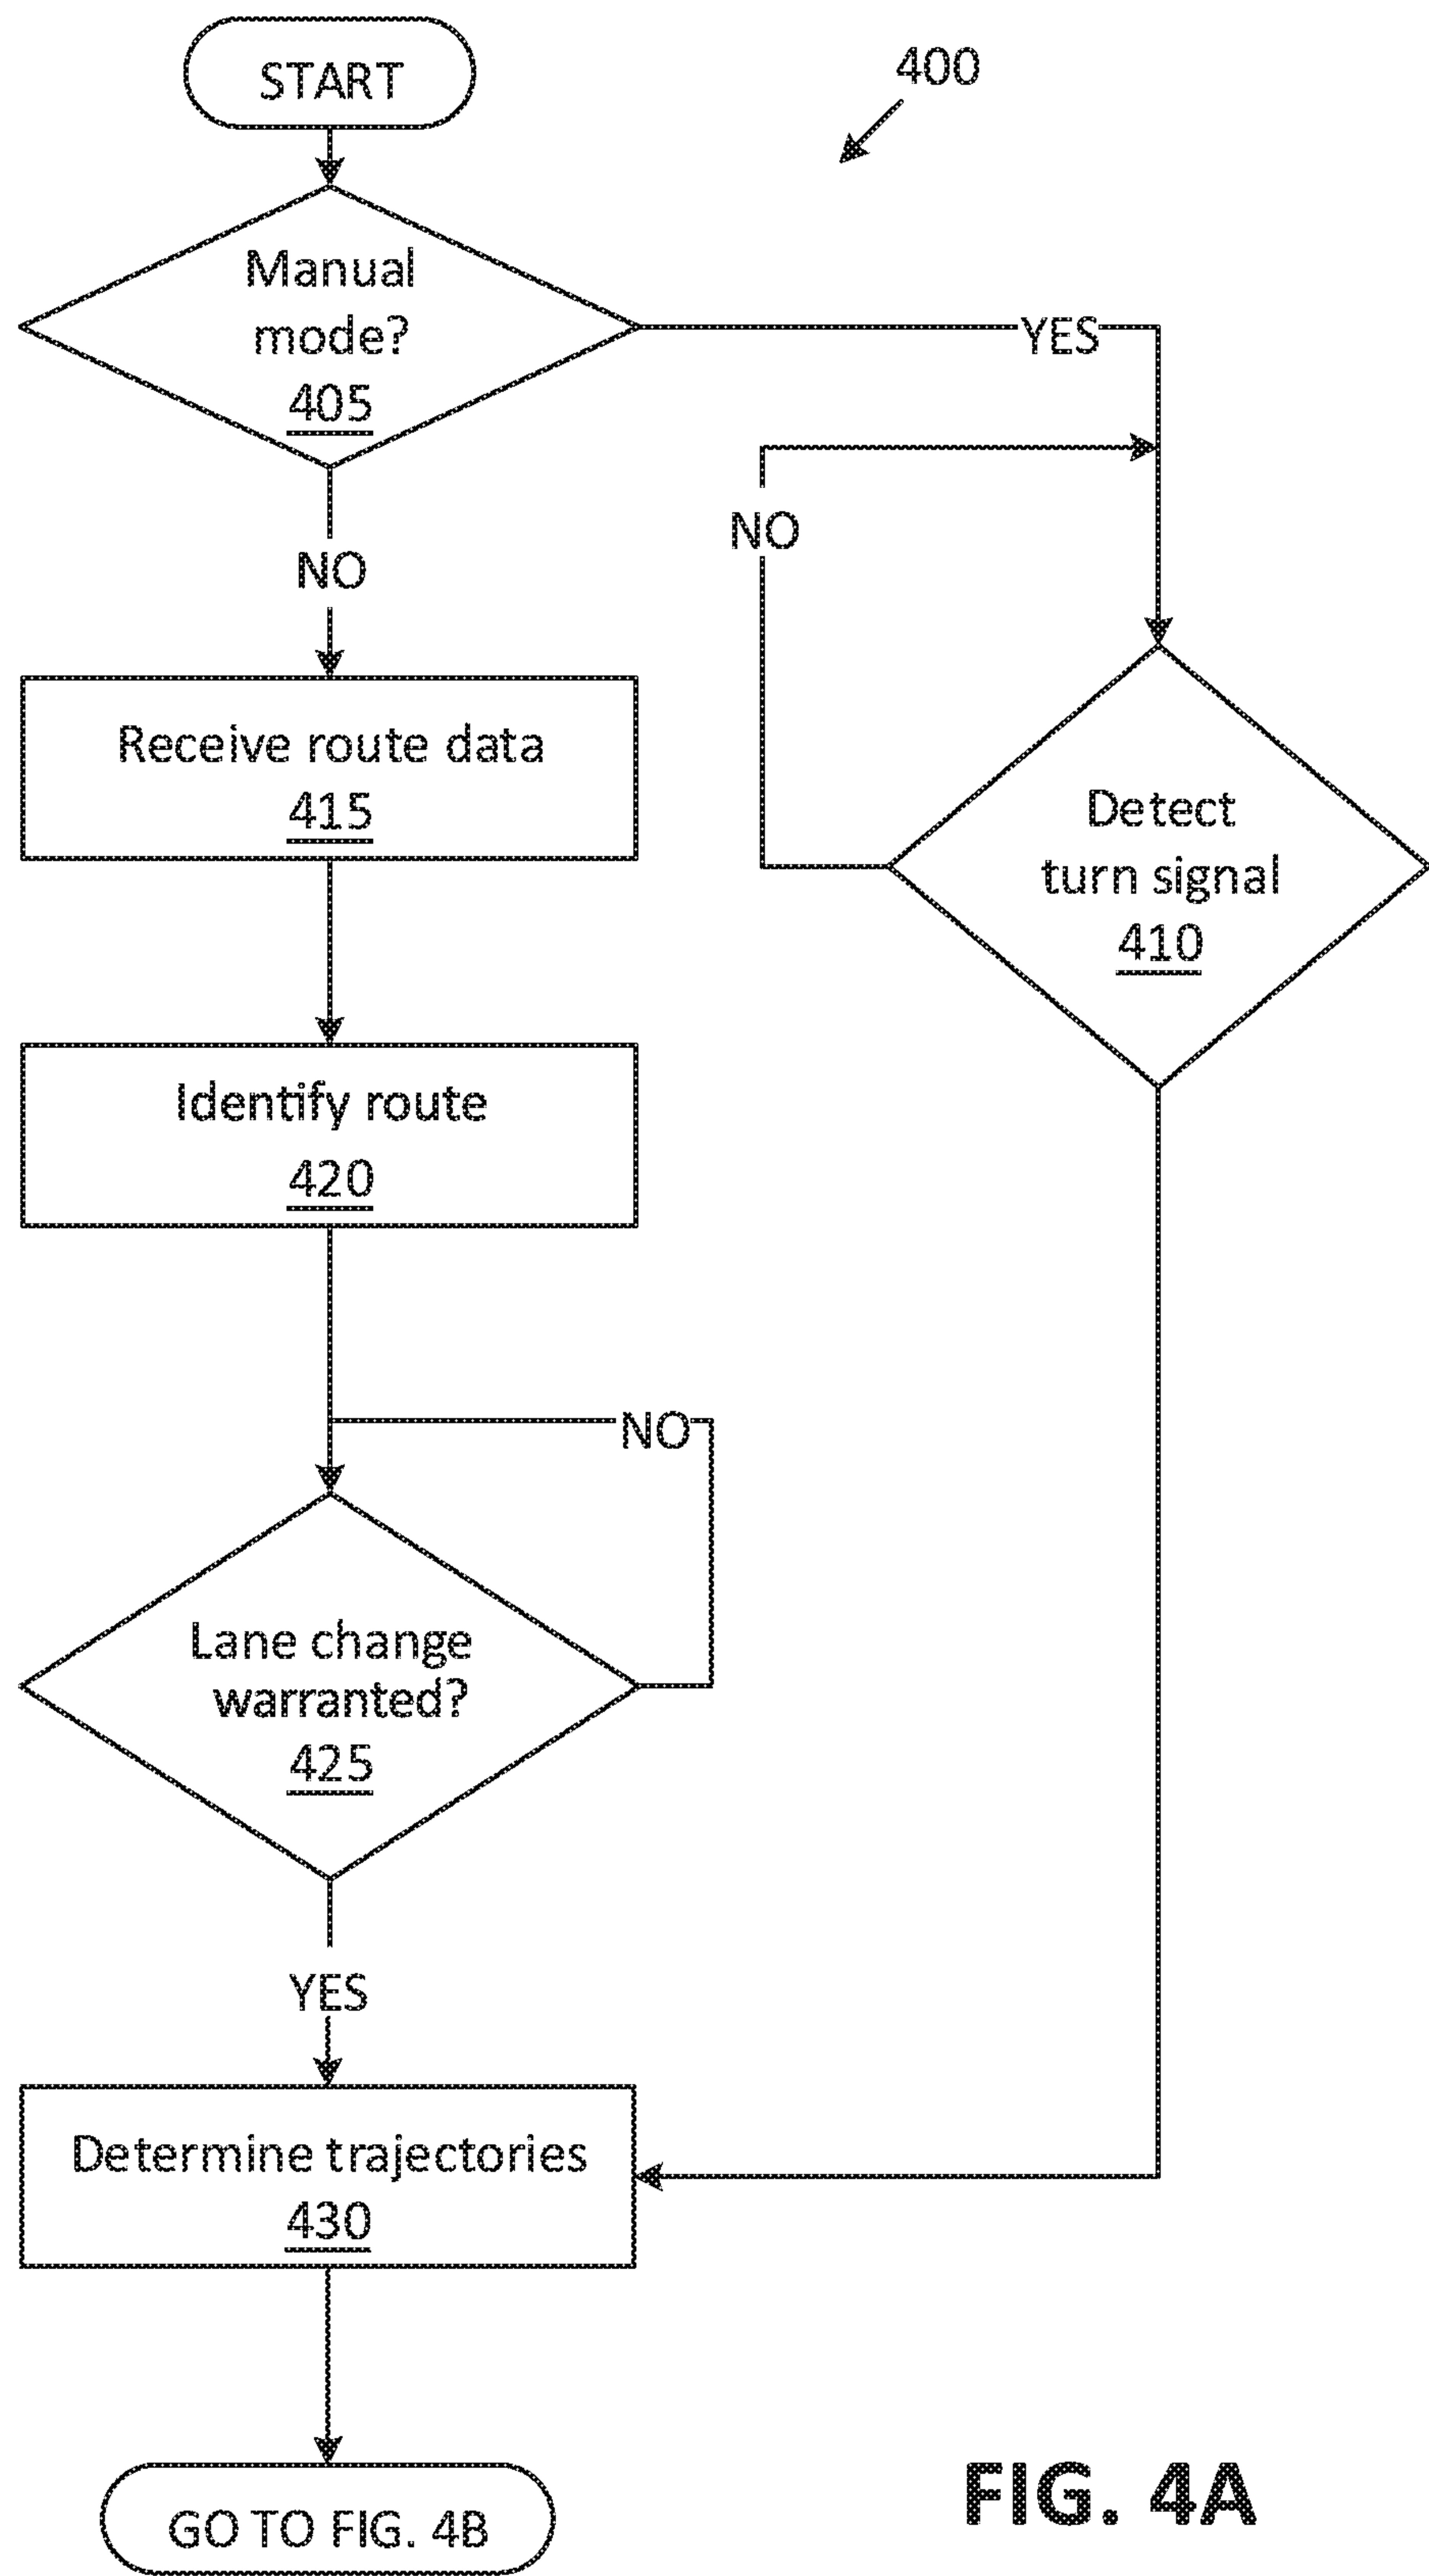 START
400
Manual
mode?
405
YES
NO
NO
Receive route data
415
Detect
turn signal
410
Identify route
420
NO
Lane change
warranted?
425
YES
Determine trajectories
430
GO TO FIG. 4B
FIG. 4A